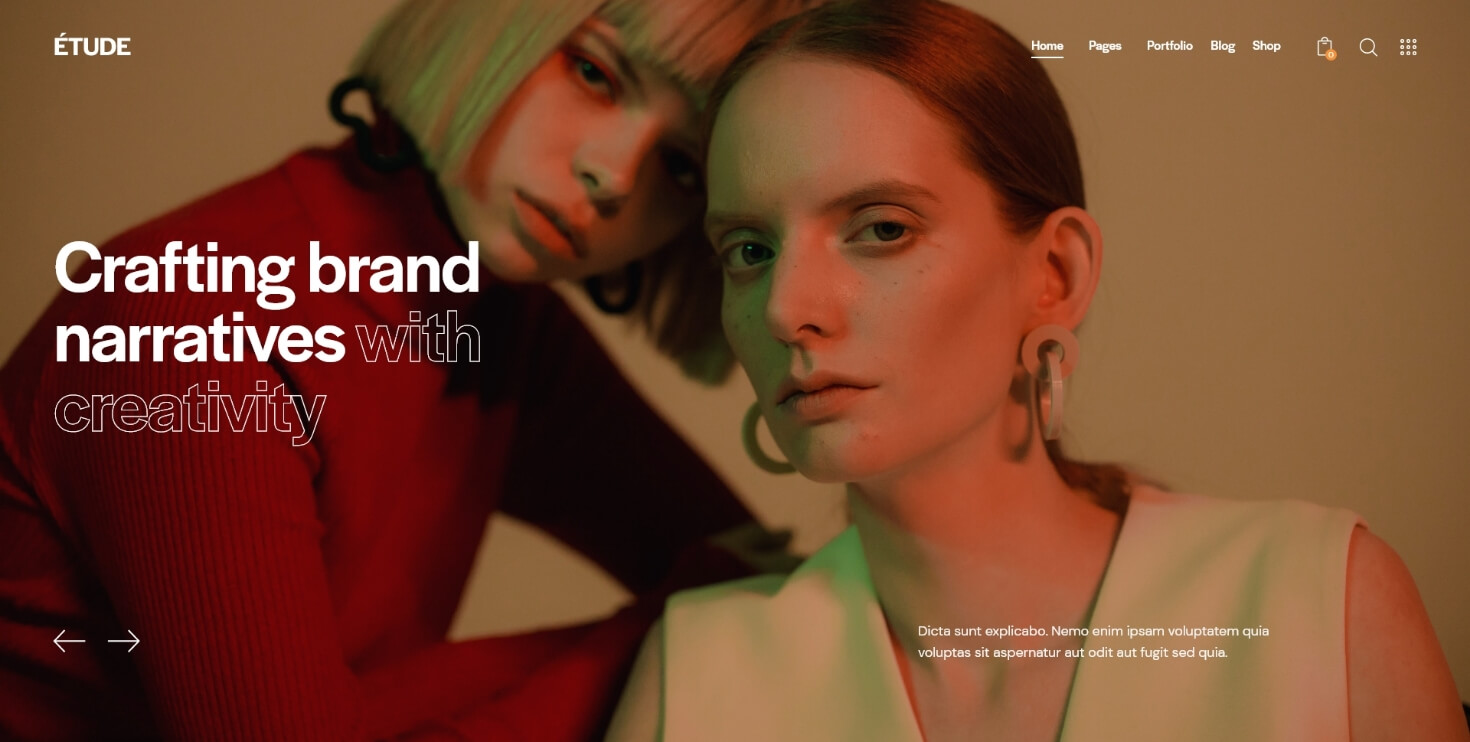 ÉTUDE
Home Pages Portfolio Blog Shop
0
Crafting brand
narratives with
creativity
Dicta sunt explicabo. Nemo enim ipsam voluptatem quia
voluptas sit aspernatur aut odit aut fugit sed quia.